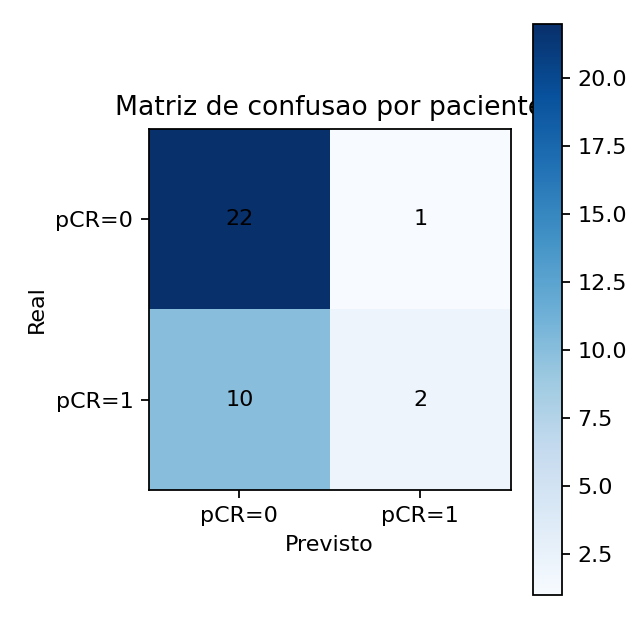 Matriz de confusao por paciente
20.0
17.5
15.0
12.5
10.0
7.5
5.0
2.5
Real
pCR=0
22
1
pCR=1
10
2
pCR=0
pCR=1
Previsto